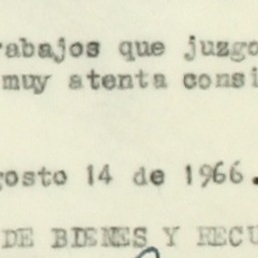 rabajos que juzgo
muy atenta consi
gosto 14 de 1966.
DE BIENES Y RECU